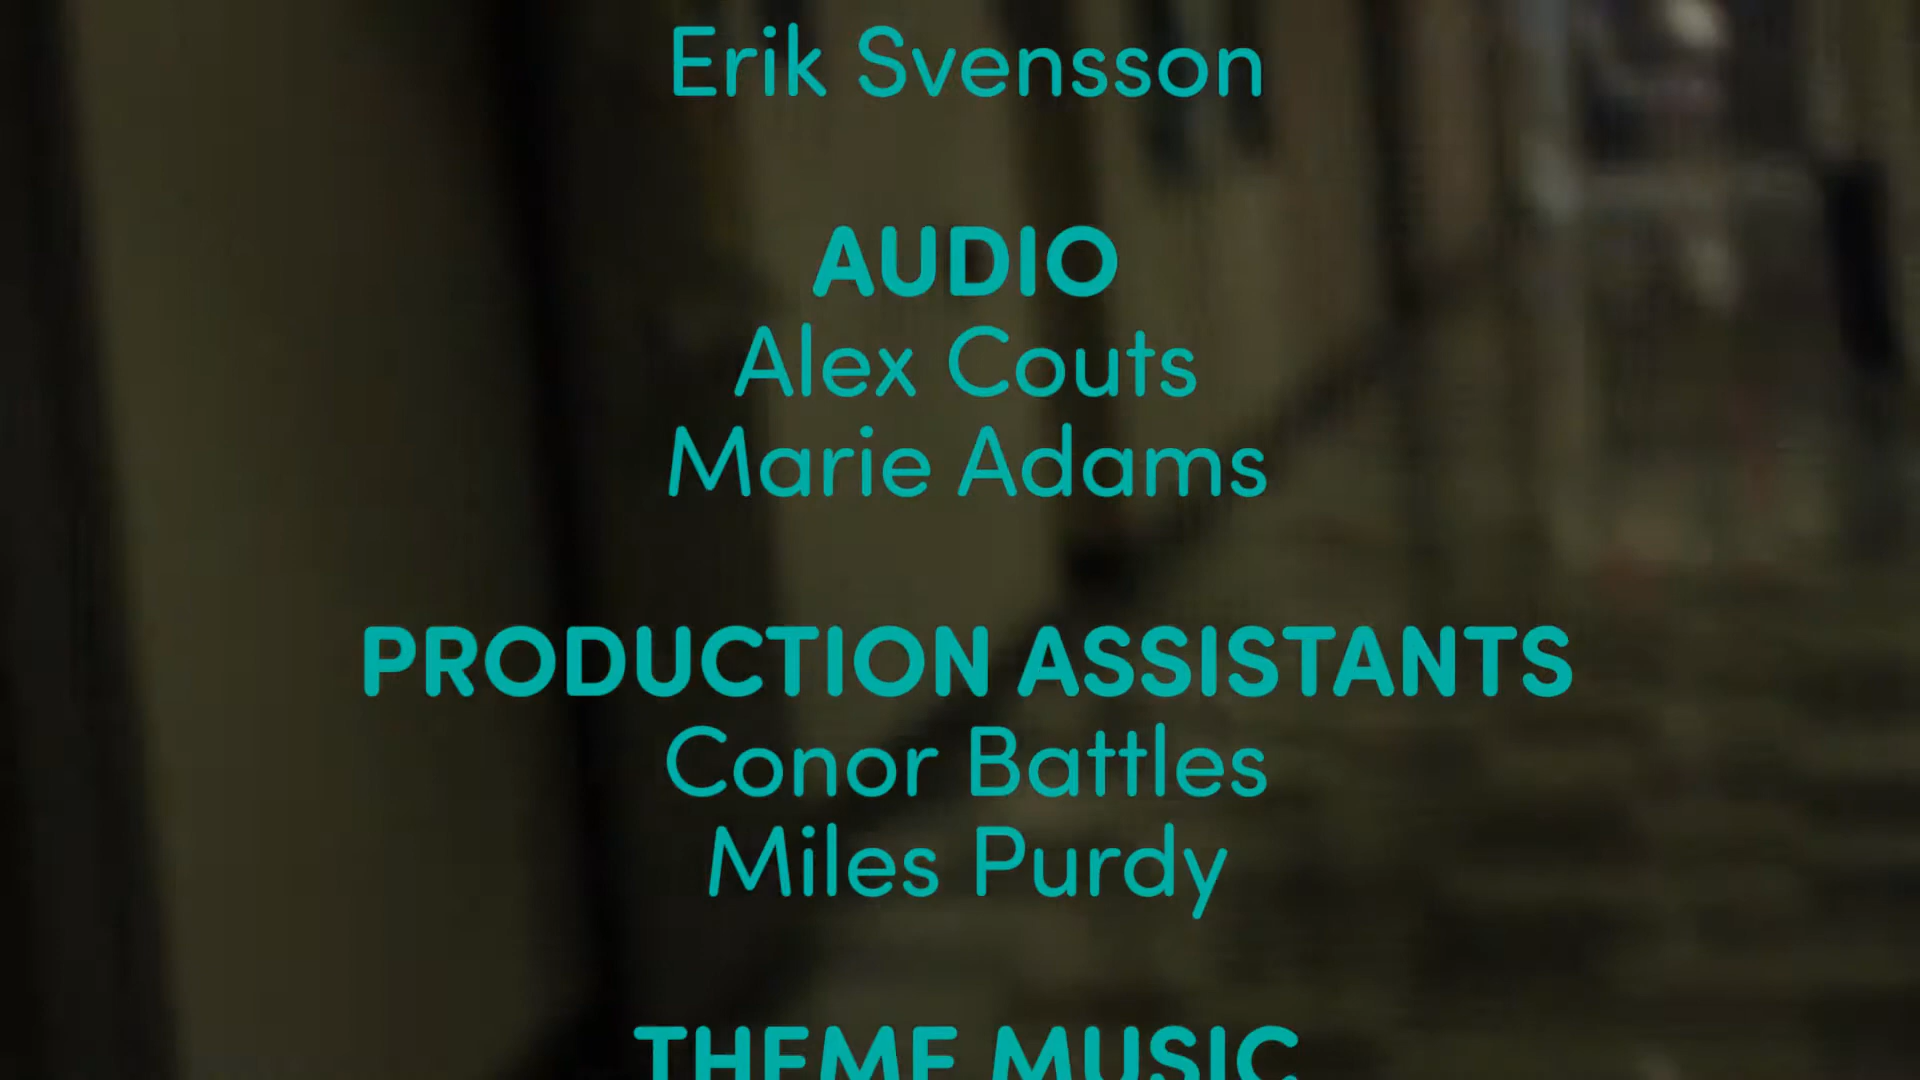 Erik Svensson
AUDIO
Alex Couts
Marie Adams
PRODUCTION ASSISTANTS
Conor Battles
Miles Purdy
THEME MUSIC